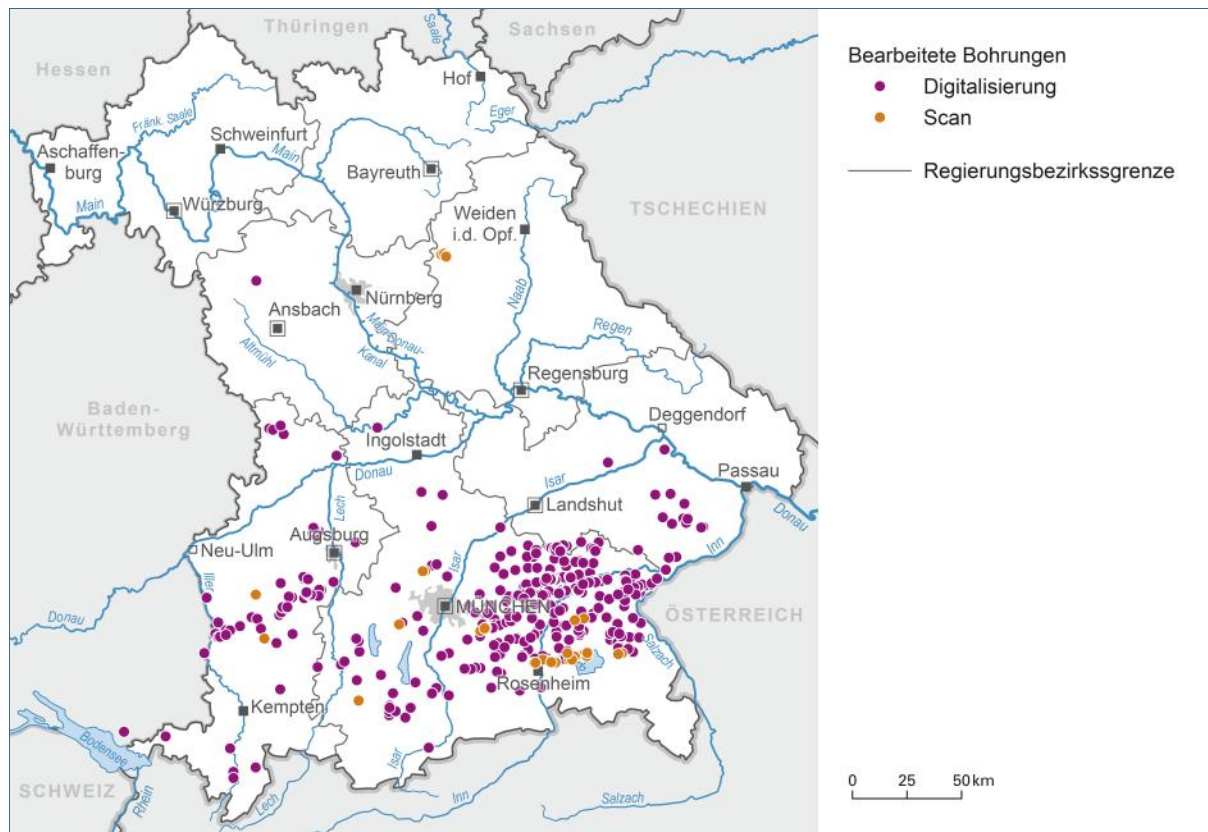 Thüringen
Sachsen
Hessen
Saale
Hof
Eger
Fränk. Saale
Schweinfurt
Main
Aschaffen-
burg
Bayreuth
Main
Würzburg
Weiden
i.d. Opf.
TSCHECHIEN
Naab
Nürnberg
Ansbach
Main-Donau-
Kanal
Altmühl
Regen
Regensburg
Baden-
Württemberg
Deggendorf
Ingolstadt
Donau
Passau
Isar
Landshut
Donau
Lech
Augsburg
Neu-Ulm
Isar
Inn
Iller
MÜNCHEN
ÖSTERREICH
Donau
Salzach
Rosenheim
Kempten
Bodensee
Isar
SCHWEIZ
Rhein
Lech
Inn
Salzach
Bearbeitete Bohrungen
Digitalisierung
Scan
Regierungsbezirksgrenze
0 25 50 km